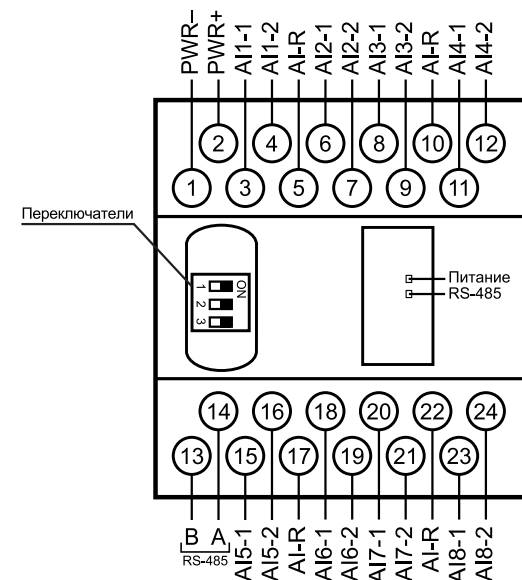 PWR–
PWR+
AI1-1
AI1-2
AI-R
AI2-1
AI2-2
AI3-1
AI3-2
AI-R
AI4-1
AI4-2
2 4 6 8 10 12
1 3 5 7 9 11
Переключатели
ON
1
2
3
Питание
RS-485
14 16 18 20 22 24
13 15 17 19 21 23
B A
RS-485
AI5-1
AI5-2
AI-R
AI6-1
AI6-2
AI7-1
AI7-2
AI-R
AI8-1
AI8-2